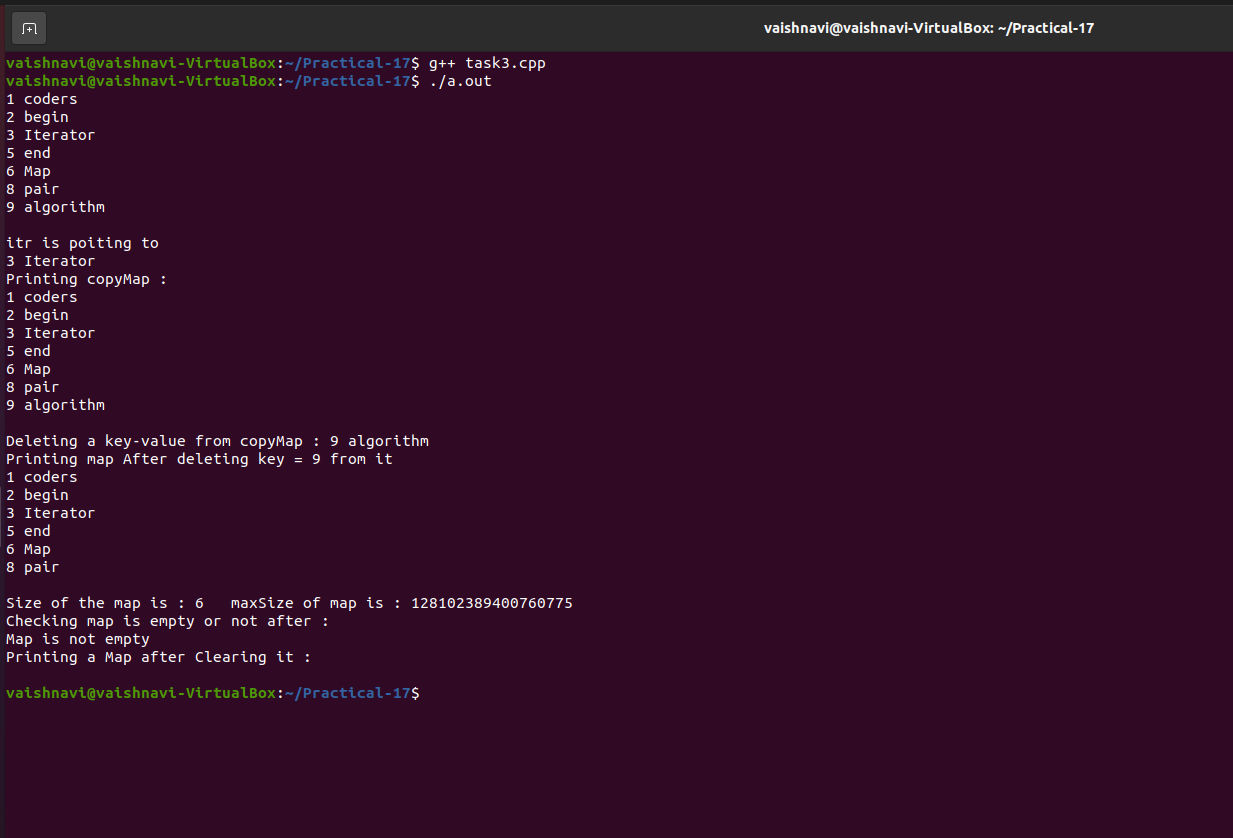 vaishnavi@vaishnavi-VirtualBox: ~/Practical-17
vaishnavi@vaishnavi-VirtualBox:~/Practical-17$ g++ task3.cpp
vaishnavi@vaishnavi-VirtualBox:~/Practical-17$ ./a.out
1 coders
2 begin
3 Iterator
5 end
6 Map
8 pair
9 algorithm

itr is poiting to
3 Iterator
Printing copyMap :
1 coders
2 begin
3 Iterator
5 end
6 Map
8 pair
9 algorithm

Deleting a key-value from copyMap : 9 algorithm
Printing map After deleting key = 9 from it
1 coders
2 begin
3 Iterator
5 end
6 Map
8 pair

Size of the map is : 6   maxSize of map is : 128102389400760775
Checking map is empty or not after :
Map is not empty
Printing a Map after Clearing it :

vaishnavi@vaishnavi-VirtualBox:~/Practical-17$